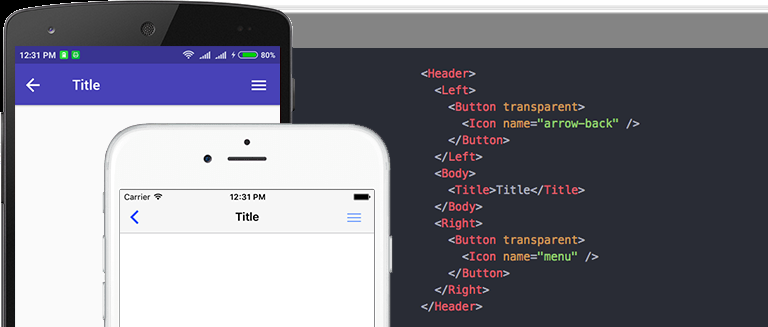 12:31 PM 80%
Title
Carrier 12:31 PM
Title
<Header>
<Left>
<Button transparent>
<Icon name="arrow-back" />
</Button>
</Left>
<Body>
<Title>Title</Title>
</Body>
<Right>
<Button transparent>
<Icon name="menu" />
</Button>
</Right>
</Header>